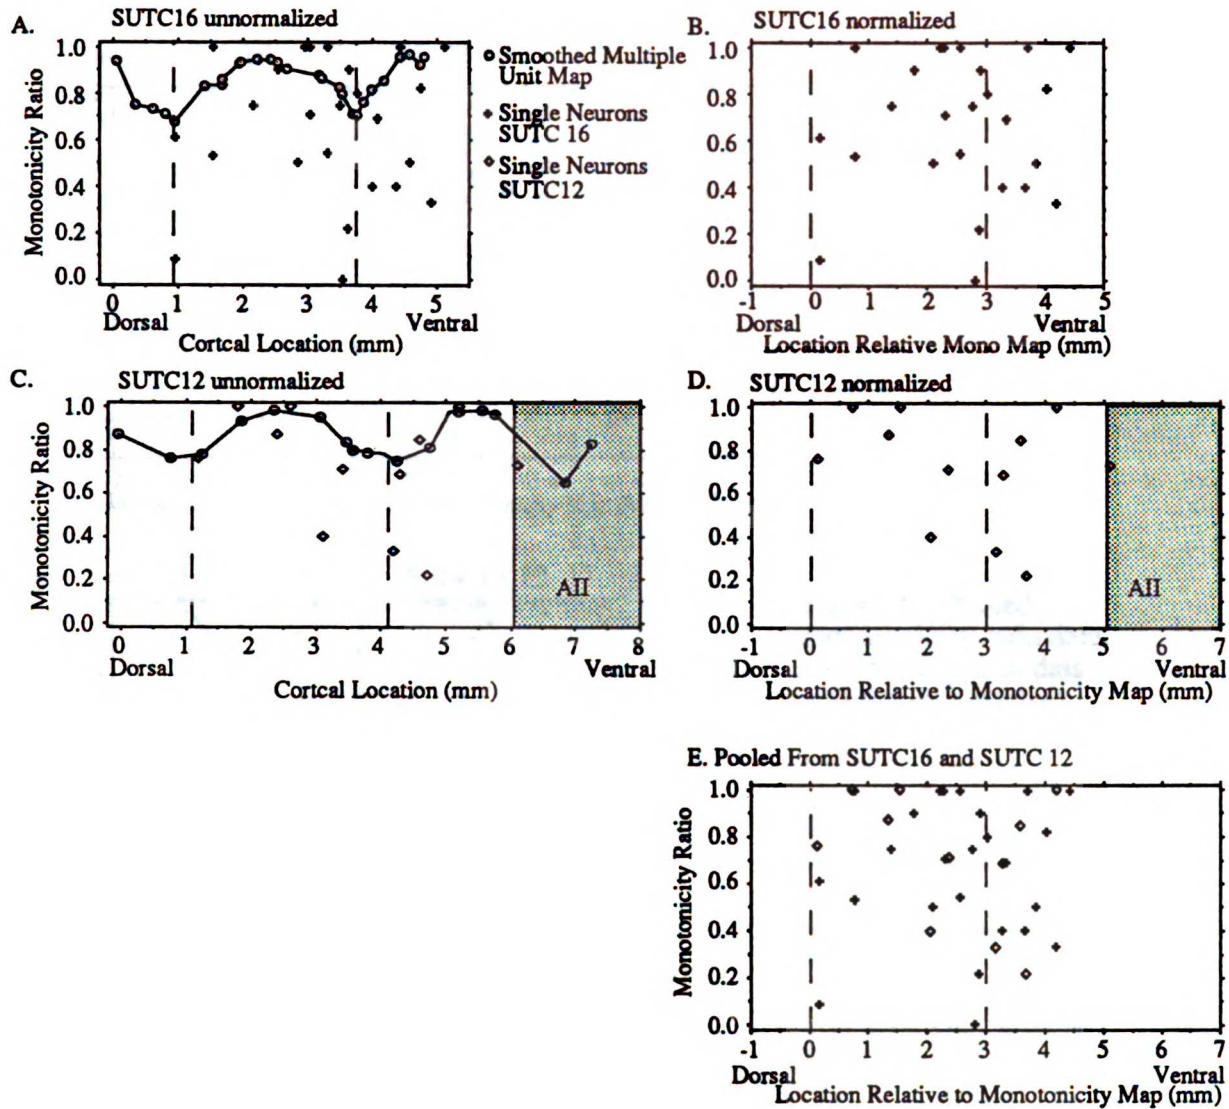 A.
SUTC16 unnormalized
1.0
0.8
0.6
0.4
0.2
0.0
Monotonicity Ratio
0 1 2 3 4 5
Dorsal Ventral
Cortcal Location (mm)
Smoothed Multiple
Unit Map
Single Neurons
SUTC 16
Single Neurons
SUTC12
B.
SUTC16 normalized
1.0
0.8
0.6
0.4
0.2
0.0
-1 0 1 2 3 4 5
Dorsal Ventral
Location Relative Mono Map (mm)
C.
SUTC12 unnormalized
1.0
0.8
0.6
0.4
0.2
0.0
Monotonicity Ratio
AII
0 1 2 3 4 5 6 7 8
Dorsal Ventral
Cortcal Location (mm)
D.
SUTC12 normalized
1.0
0.8
0.6
0.4
0.2
0.0
AII
-1 0 1 2 3 4 5 6 7
Dorsal Ventral
Location Relative to Monotonicity Map (mm)
E. Pooled From SUTC16 and SUTC 12
1.0
0.8
0.6
0.4
0.2
0.0
Monotonicity Ratio
-1 0 1 2 3 4 5 6 7
Dorsal Ventral
Location Relative to Monotonicity Map (mm)